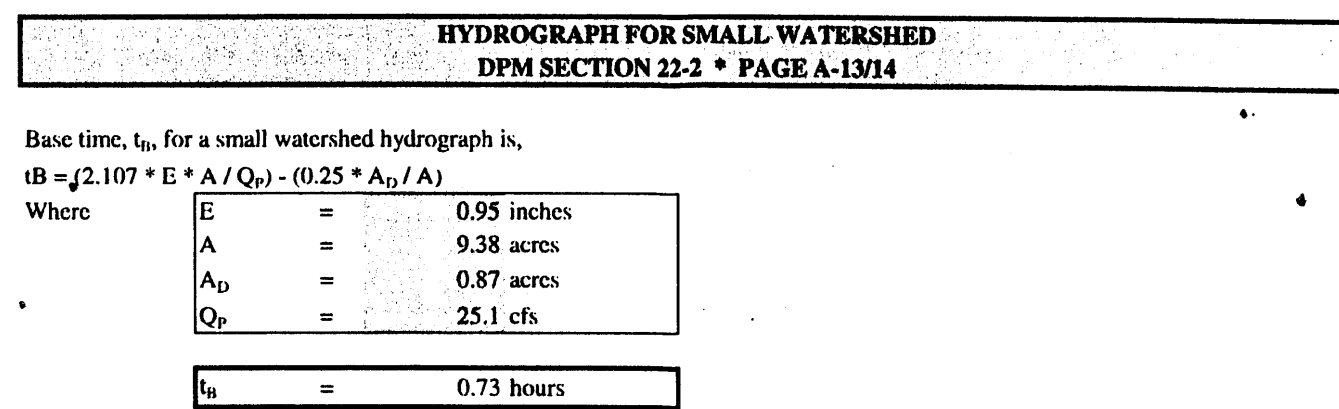 HYDROGRAPH FOR SMALL WATERSHED
DPM SECTION 22-2 * PAGE A-13/14
Base time, tB, for a small watershed hydrograph is,
tB = (2.107 * E * A / QP) - (0.25 * AD / A)
Where E = 0.95 inches
A = 9.38 acres
AD = 0.87 acres
QP = 25.1 cfs
tB = 0.73 hours